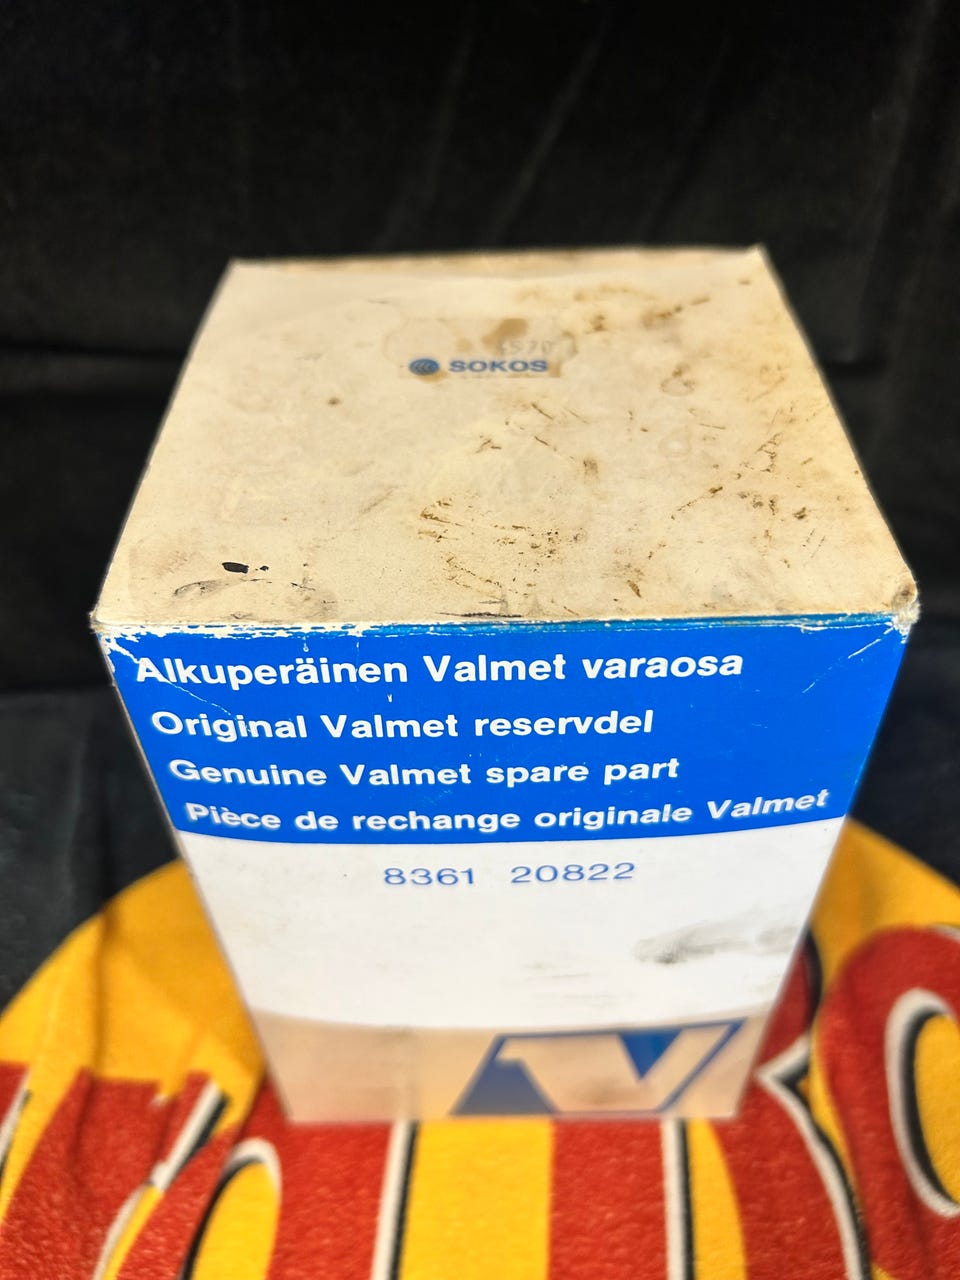 SOKOS
Alkuperäinen Valmet varaosa
Original Valmet reservdel
Genuine Valmet spare part
Pièce de rechange originale Valmet
8361 20822